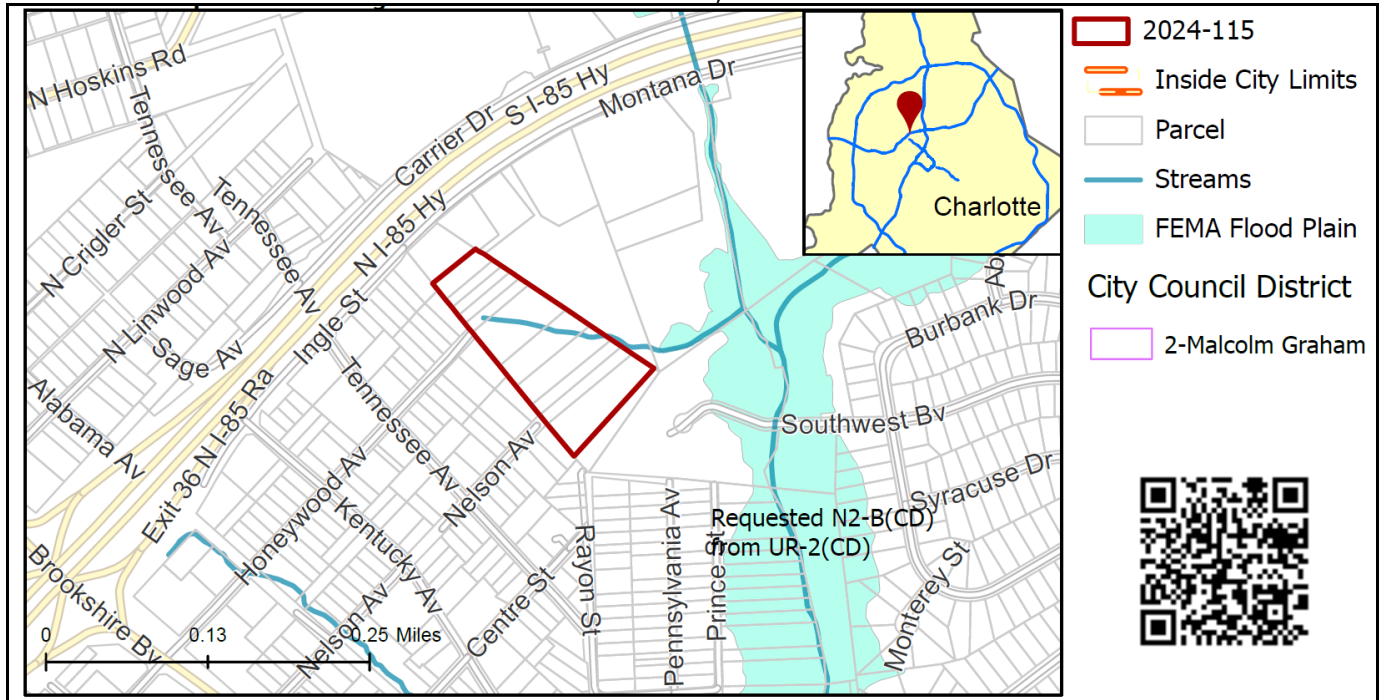 N Hoskins Rd
Tennessee Av
Tennessee Av
N Crigler St
N Linwood Av
Sage Av
Alabama Av
Carrier Dr
S I-85 Hy
Montana Dr
N I-85 Hy
Ingle St
Exit 36 N I-85 Ra
Tennessee Av
Nelson Av
Honeywood Av
Kentucky Av
Brookshire Bv
Nelson Av
Centre St
Rayon St
Pennsylvania Av
Prince St
Requested N2-B(CD)
from UR-2(CD)
Southwest Bv
Burbank Dr
Ab
Syracuse Dr
Monterey St
0 0.13 0.25 Miles
Charlotte
2024-115
Inside City Limits
Parcel
Streams
FEMA Flood Plain
City Council District
2-Malcolm Graham